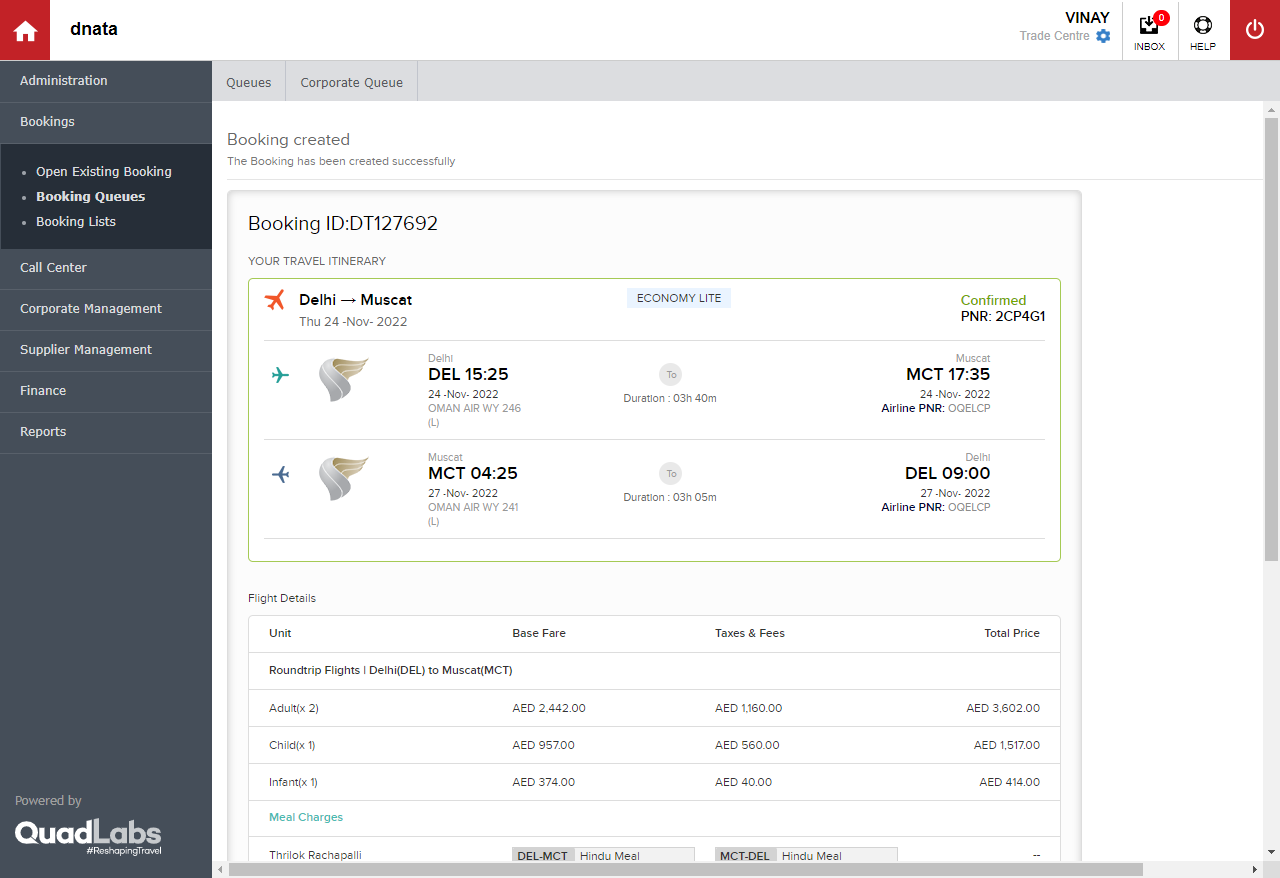 dnata
VINAY
Trade Centre
0
INBOX
HELP
Administration
Bookings
Open Existing Booking
Booking Queues
Booking Lists
Call Center
Corporate Management
Supplier Management
Finance
Reports
Powered by
QuadLabs
#ReshapingTravel
Queues
Corporate Queue
Booking created
The Booking has been created successfully
Booking ID:DT127692
YOUR TRAVEL ITINERARY
Delhi → Muscat
Thu 24 -Nov- 2022
ECONOMY LITE
Confirmed
PNR: 2CP4G1
Delhi
DEL 15:25
24 -Nov- 2022
OMAN AIR WY 246
(L)
To
Duration : 03h 40m
Muscat
MCT 17:35
24 -Nov- 2022
Airline PNR: OQELCP
Muscat
MCT 04:25
27 -Nov- 2022
OMAN AIR WY 241
(L)
To
Duration : 03h 05m
Delhi
DEL 09:00
27 -Nov- 2022
Airline PNR: OQELCP
Flight Details
Unit Base Fare Taxes & Fees Total Price
Roundtrip Flights | Delhi(DEL) to Muscat(MCT)
Adult(x 2) AED 2,442.00 AED 1,160.00 AED 3,602.00
Child(x 1) AED 957.00 AED 560.00 AED 1,517.00
Infant(x 1) AED 374.00 AED 40.00 AED 414.00
Meal Charges
Thrilok Rachapalli DEL-MCT Hindu Meal MCT-DEL Hindu Meal --